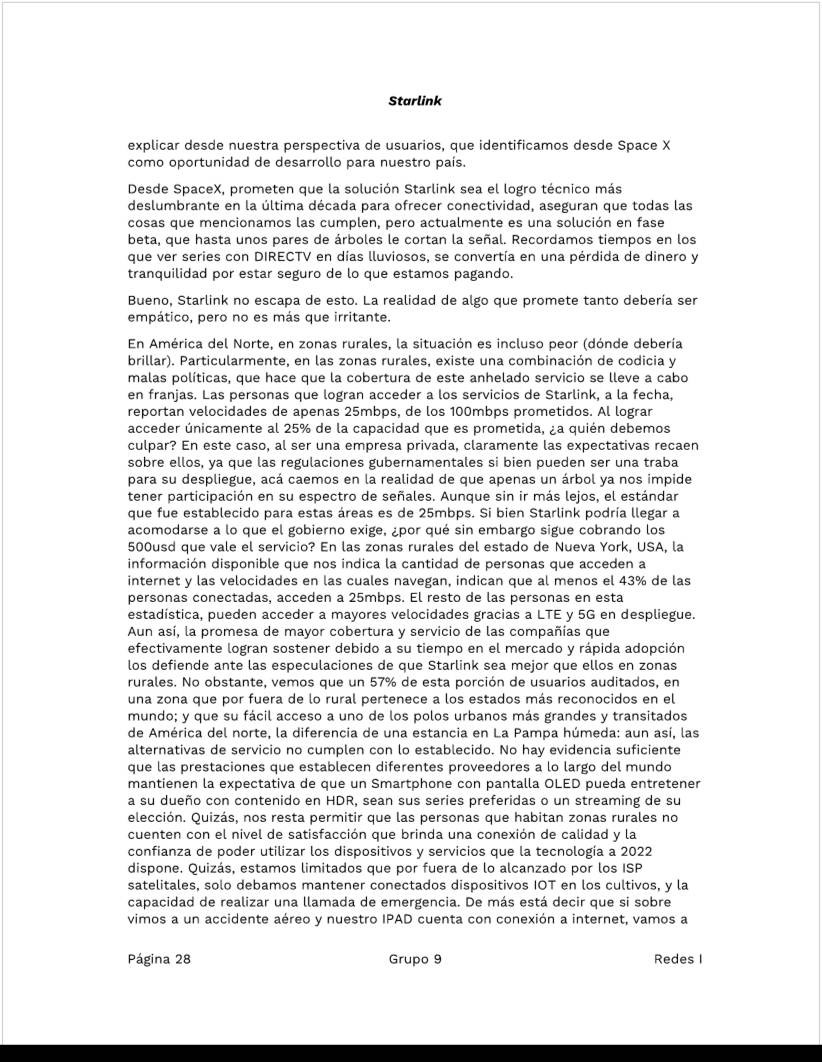 Starlink
explicar desde nuestra perspectiva de usuarios, que identificamos desde Space X
como oportunidad de desarrollo para nuestro país.
Desde SpaceX, prometen que la solución Starlink sea el logro técnico más
deslumbrante en la última década para ofrecer conectividad, aseguran que todas las
cosas que mencionamos las cumplen, pero actualmente es una solución en fase
beta, que hasta unos pares de árboles le cortan la señal. Recordamos tiempos en los
que ver series con DIRECTV en días lluviosos, se convertía en una pérdida de dinero y
tranquilidad por estar seguro de lo que estamos pagando.
Bueno, Starlink no escapa de esto. La realidad de algo que promete tanto debería ser
empático, pero no es más que irritante.
En América del Norte, en zonas rurales, la situación es incluso peor (dónde debería
brillar). Particularmente, en las zonas rurales, existe una combinación de codicia y
malas políticas, que hace que la cobertura de este anhelado servicio se lleve a cabo
en franjas. Las personas que logran acceder a los servicios de Starlink, a la fecha,
reportan velocidades de apenas 25mbps, de los 100mbps prometidos. Al lograr
acceder únicamente al 25% de la capacidad que es prometida, ¿a quién debemos
culpar? En este caso, al ser una empresa privada, claramente las expectativas recaen
sobre ellos, ya que las regulaciones gubernamentales si bien pueden ser una traba
para su despliegue, acá caemos en la realidad de que apenas un árbol ya nos impide
tener participación en su espectro de señales. Aunque sin ir más lejos, el estándar
que fue establecido para estas áreas es de 25mbps. Si bien Starlink podría llegar a
acomodarse a lo que el gobierno exige, ¿por qué sin embargo sigue cobrando los
500usd que vale el servicio? En las zonas rurales del estado de Nueva York, USA, la
información disponible que nos indica la cantidad de personas que acceden a
internet y las velocidades en las cuales navegan, indican que al menos el 43% de las
personas conectadas, acceden a 25mbps. El resto de las personas en esta
estadística, pueden acceder a mayores velocidades gracias a LTE y 5G en despliegue.
Aun así, la promesa de mayor cobertura y servicio de las compañías que
efectivamente logran sostener debido a su tiempo en el mercado y rápida adopción
los defiende ante las especulaciones de que Starlink sea mejor que ellos en zonas
rurales. No obstante, vemos que un 57% de esta porción de usuarios auditados, en
una zona que por fuera de lo rural pertenece a los estados más reconocidos en el
mundo; y que su fácil acceso a uno de los polos urbanos más grandes y transitados
de América del norte, la diferencia de una estancia en La Pampa húmeda: aun así, las
alternativas de servicio no cumplen con lo establecido. No hay evidencia suficiente
que las prestaciones que establecen diferentes proveedores a lo largo del mundo
mantienen la expectativa de que un Smartphone con pantalla OLED pueda entretener
a su dueño con contenido en HDR, sean sus series preferidas o un streaming de su
elección. Quizás, nos resta permitir que las personas que habitan zonas rurales no
cuenten con el nivel de satisfacción que brinda una conexión de calidad y la
confianza de poder utilizar los dispositivos y servicios que la tecnología a 2022
dispone. Quizás, estamos limitados que por fuera de lo alcanzado por los ISP
satelitales, solo debamos mantener conectados dispositivos IOT en los cultivos, y la
capacidad de realizar una llamada de emergencia. De más está decir que si sobre
vimos a un accidente aéreo y nuestro IPAD cuenta con conexión a internet, vamos a
Página 28 Grupo 9 Redes I